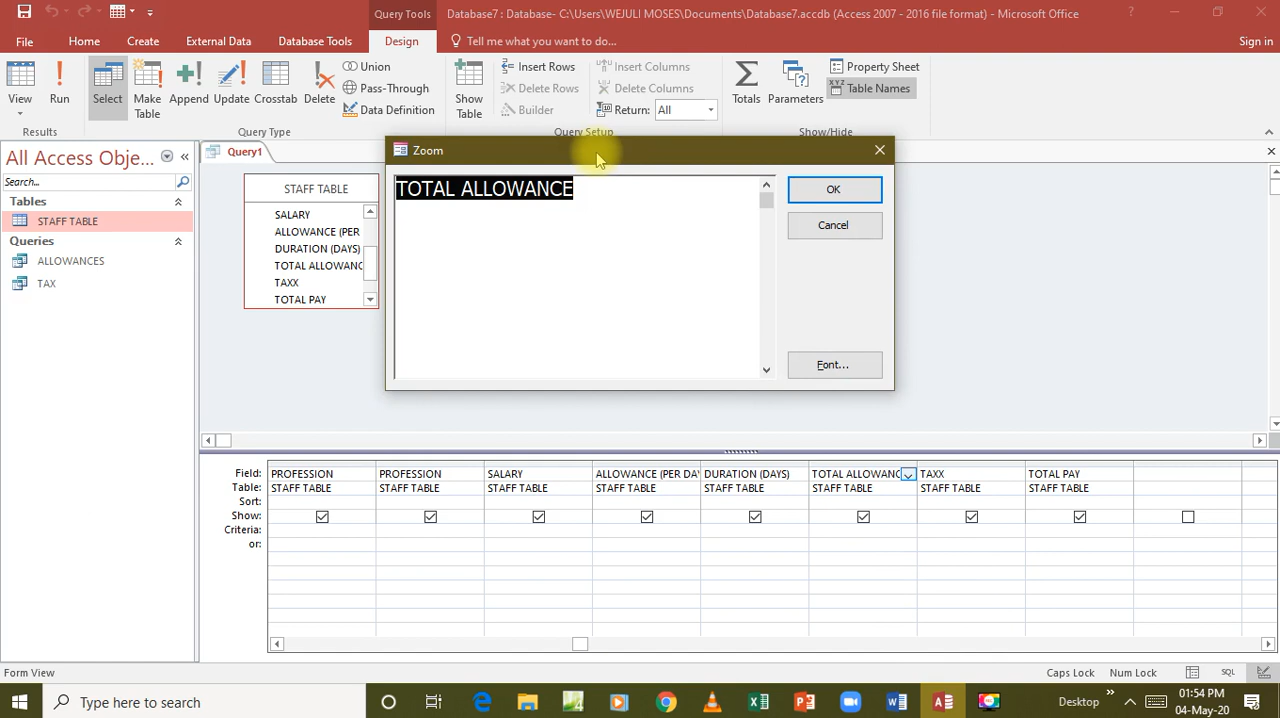 Query Tools
Database7 : Database- C:\Users\WEJULI MOSES\Documents\Database7.accdb (Access 2007 - 2016 file format) - Microsoft Office
?
File Home Create External Data Database Tools Design Tell me what you want to do... Sign in
View Run Select Make Table Append Update Crosstab Delete
Union
Pass-Through
Data Definition
Show Table
Insert Rows
Delete Rows
Builder
Insert Columns
Delete Columns
Return: All
Totals Parameters
Property Sheet
XYZ Table Names
Results Query Type Query Setup Show/Hide
All Access Obje...
Search...
Tables
STAFF TABLE
Queries
ALLOWANCES
TAX
Query1
STAFF TABLE
SALARY
ALLOWANCE (PER
DURATION (DAYS)
TOTAL ALLOWANC
TAXX
TOTAL PAY
Zoom
TOTAL ALLOWANCE
OK
Cancel
Font...
Field: PROFESSION PROFESSION SALARY ALLOWANCE (PER DAY DURATION (DAYS) TOTAL ALLOWANC TAXX TOTAL PAY
Table: STAFF TABLE STAFF TABLE STAFF TABLE STAFF TABLE STAFF TABLE STAFF TABLE STAFF TABLE STAFF TABLE
Sort:
Show:
Criteria:
or:
Form View Caps Lock Num Lock SQL
Type here to search Desktop 01:54 PM
04-May-20